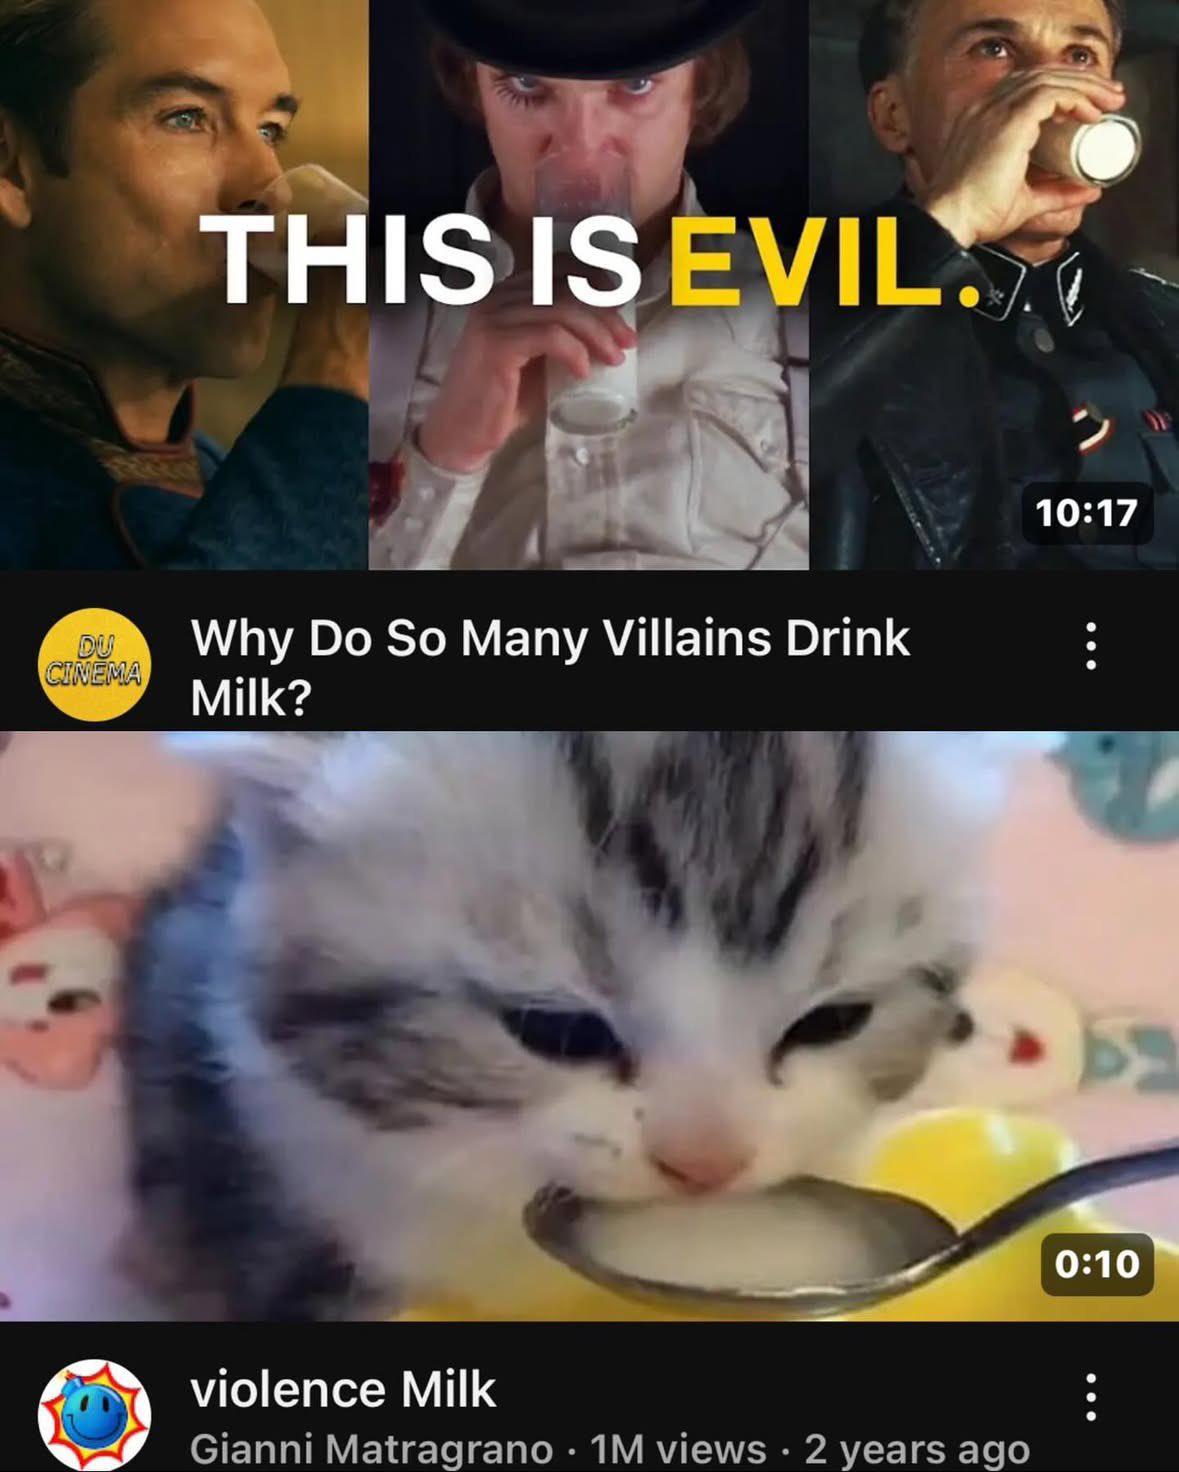 THIS IS EVIL.
10:17
DU
CINEMA
Why Do So Many Villains Drink
Milk?
0:10
violence Milk
Gianni Matragrano · 1M views · 2 years ago